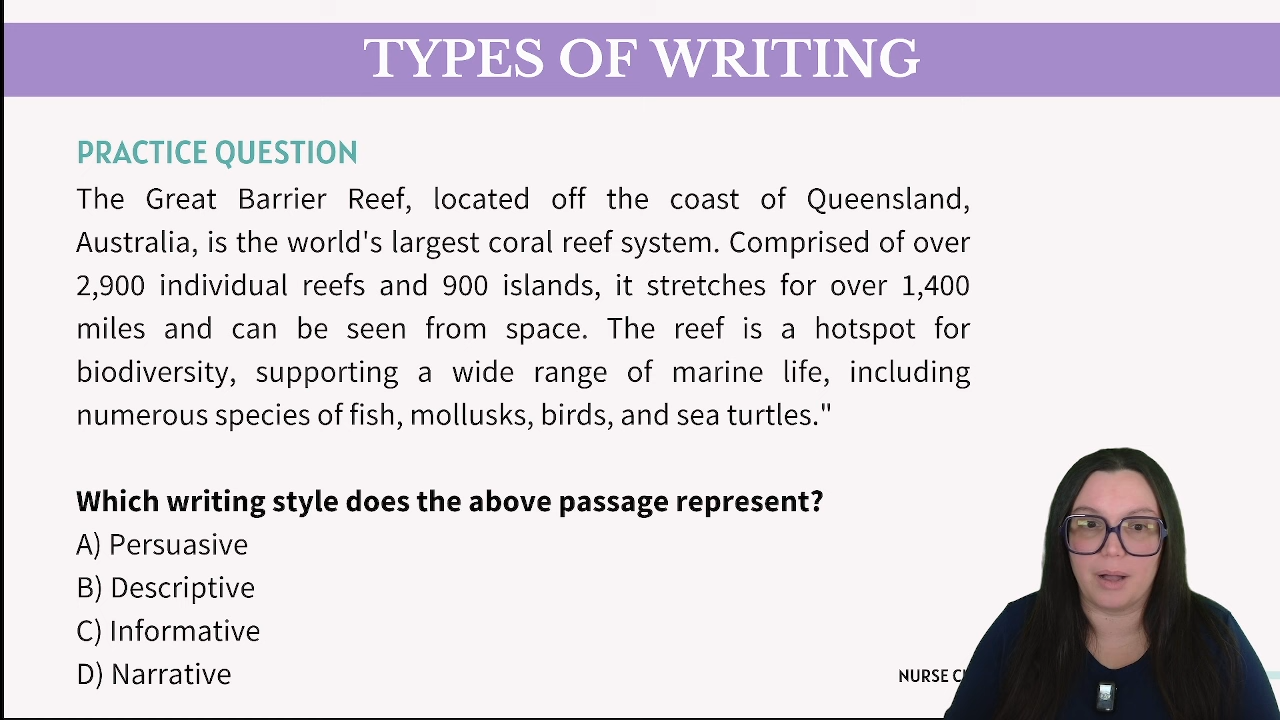 TYPES OF WRITING
PRACTICE QUESTION
The Great Barrier Reef, located off the coast of Queensland,
Australia, is the world's largest coral reef system. Comprised of over
2,900 individual reefs and 900 islands, it stretches for over 1,400
miles and can be seen from space. The reef is a hotspot for
biodiversity, supporting a wide range of marine life, including
numerous species of fish, mollusks, birds, and sea turtles."
Which writing style does the above passage represent?
A) Persuasive
B) Descriptive
C) Informative
D) Narrative
NURSE